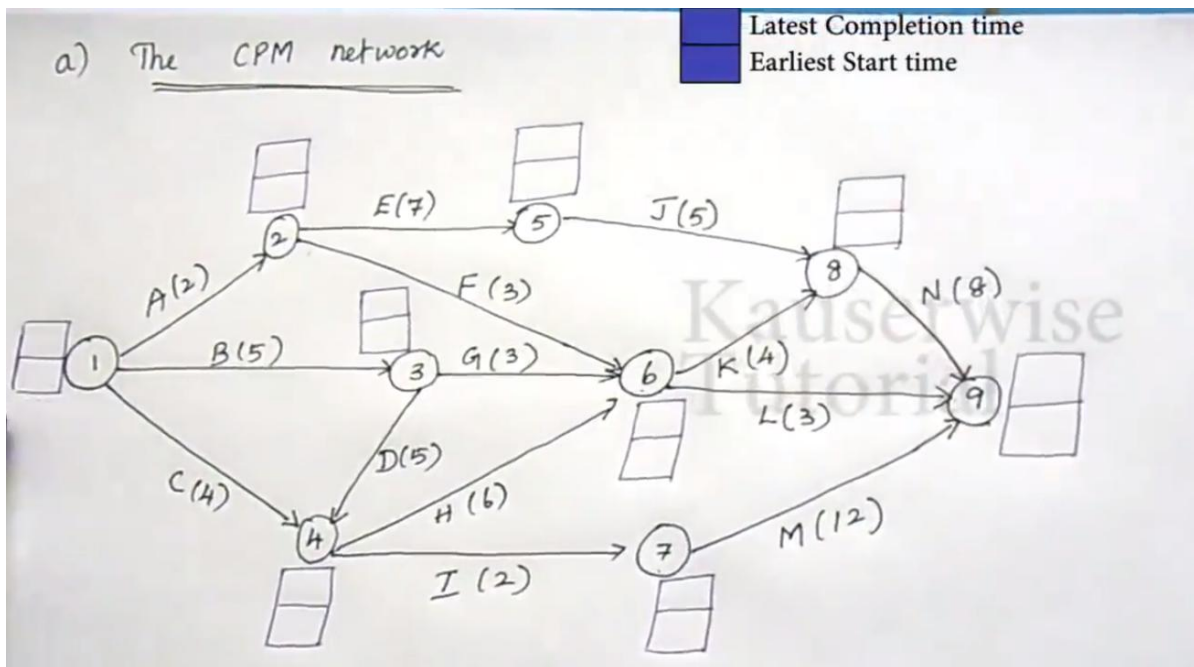 Latest Completion time
Earliest Start time
a) The CPM network
E(7)
5
J(5)
2
8
A(2)
F(3)
N(8)
Kauserwise
Tutorial
B(5)
3
G(3)
1
6
K(4)
9
L(3)
D(5)
C(4)
H(6)
4
7
M(12)
I(2)